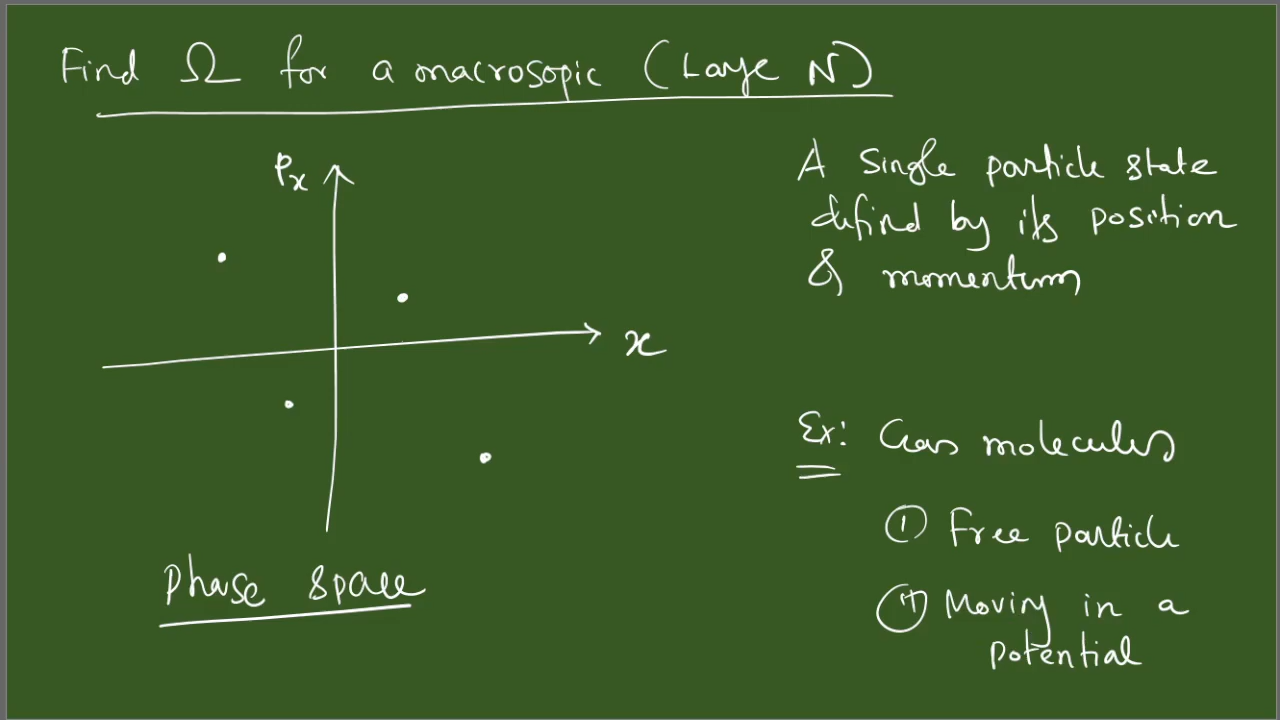 Find Ω for a macrosopic (Large N)
Px
x
Phase space
A single particle state
defined by its position
& momentum
Ex: Gas molecules
① Free particle
② Moving in a
potential